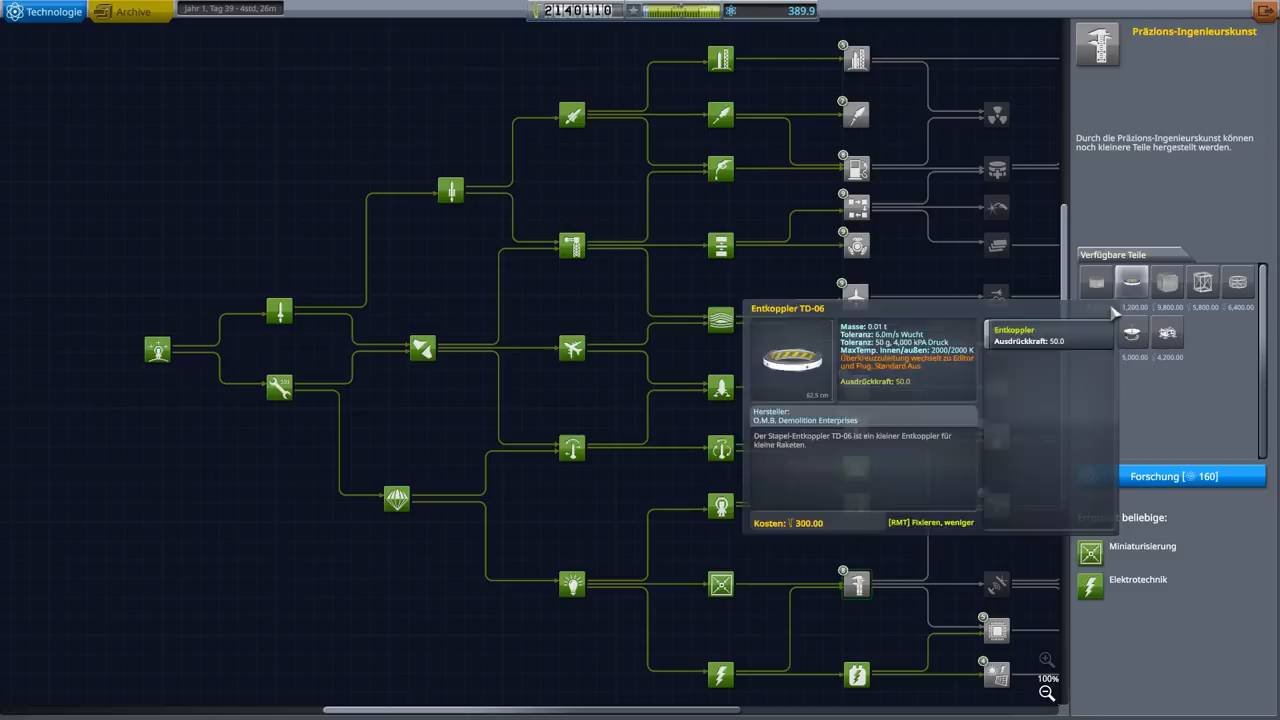 Technologie
Archive
Jahr 1, Tag 39 - 4std, 26m
2140110
389.9
Präzions-Ingenieurskunst
Durch die Präzions-Ingenieurskunst können
noch kleinere Teile hergestellt werden.
Verfügbare Teile
1,200.00 9,800.00 5,800.00 6,400.00
5,000.00 4,200.00
Entkoppler TD-06
Masse: 0.01 t
Toleranz: 6.0m/s Wucht
Toleranz: 50 g, 4,000 kPA Druck
MaxTemp. Innen/außen: 2000/2000 K
Überkreuzzuleitung wechselt zu Editor
und Flug. Standard Aus.
Ausdrückkraft: 50.0
62,5 cm
Entkoppler
Ausdrückkraft: 50.0
Hersteller:
O.M.B. Demolition Enterprises
Der Stapel-Entkoppler TD-06 ist ein kleiner Entkoppler für
kleine Raketen.
Kosten: 300.00
[RMT] Fixieren, weniger
Forschung [ 160]
beliebige:
Miniaturisierung
Elektrotechnik
100%